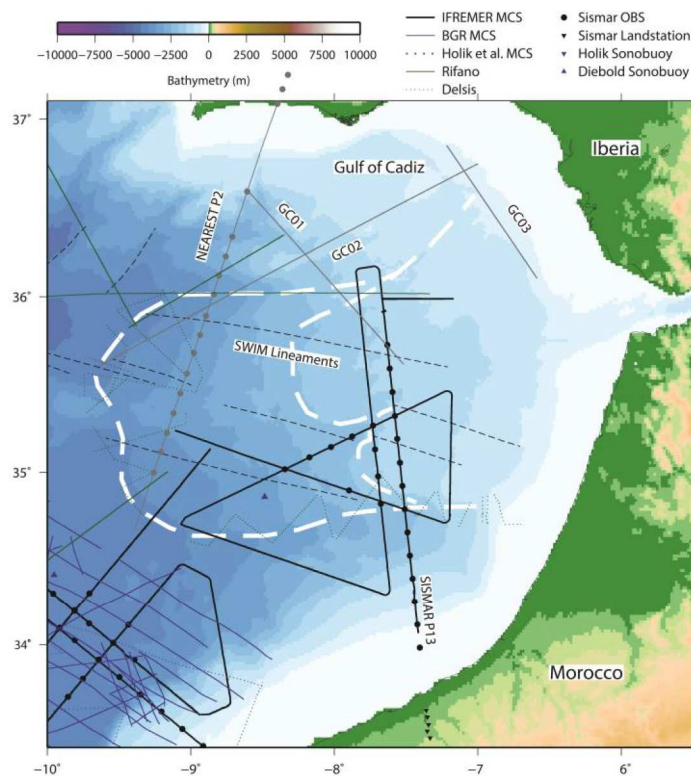 −10000 −7500 −5000 −2500 0 2500 5000 7500 10000
Bathymetry (m)
IFREMER MCS
BGR MCS
Holik et al. MCS
Rifano
Delsis
Sismar OBS
Sismar Landstation
Holik Sonobuoy
Diebold Sonobuoy
37˚
36˚
35˚
34˚
Iberia
Gulf of Cadiz
NEAREST P2
GC01
GC02
GC03
SWIM Lineaments
SISMAR P13
Morocco
−10 −9 −8 −7 −6